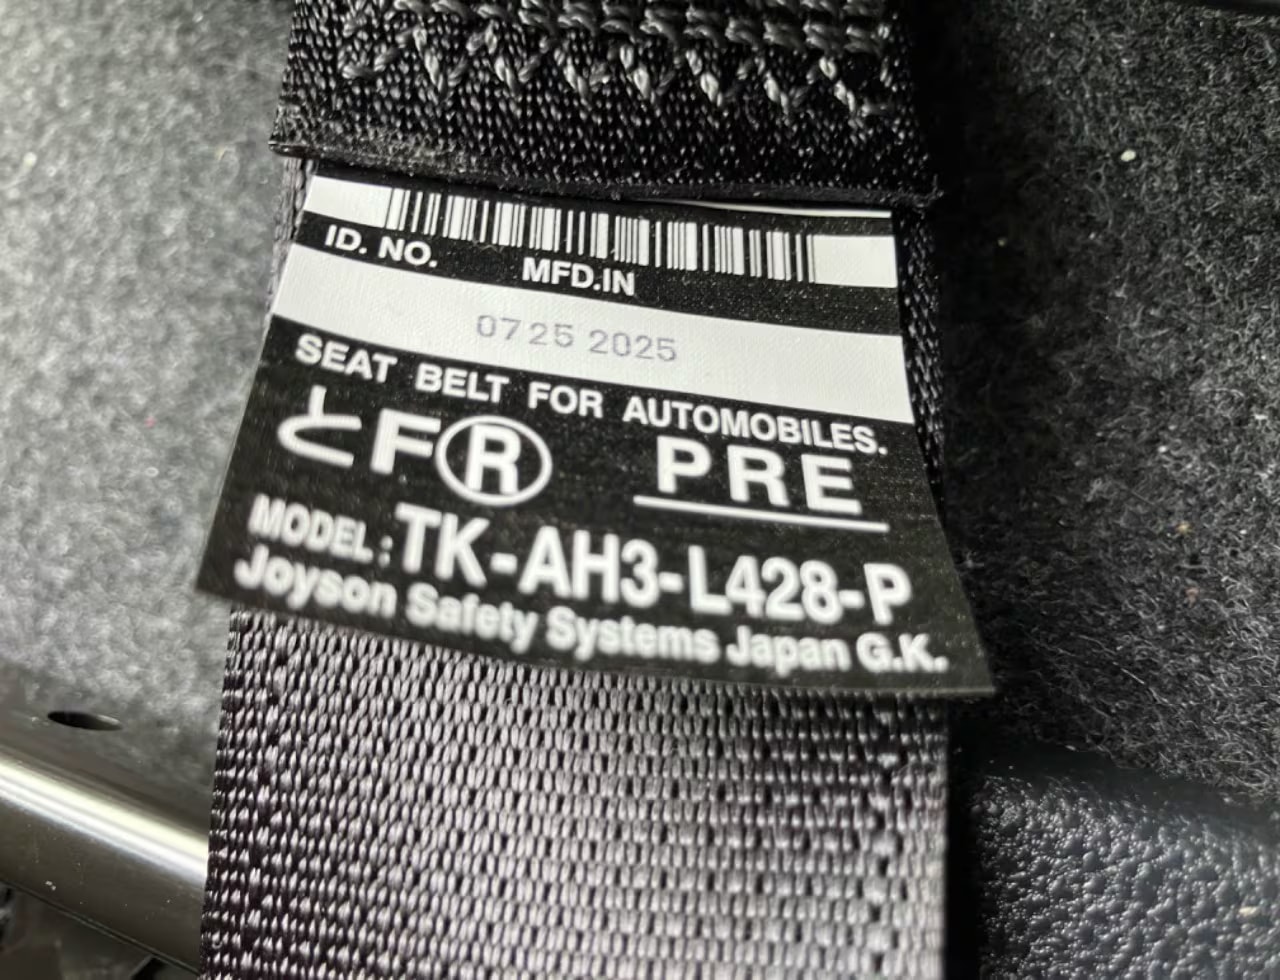 ID. NO. MFD.IN
0725 2025
SEAT BELT FOR AUTOMOBILES.
とFⓇ PRE
MODEL:TK-AH3-L428-P
Joyson Safety Systems Japan G.K.